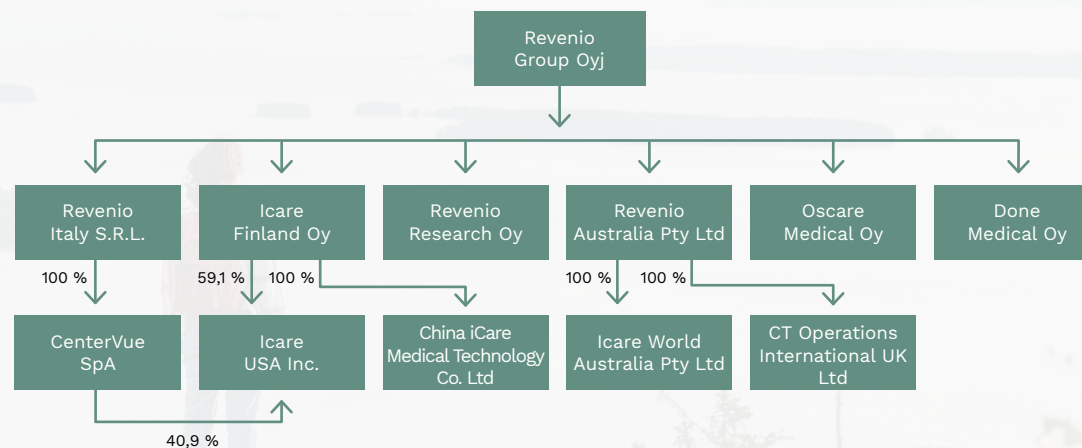 Revenio
Group Oyj
Revenio
Italy S.R.L.
Icare
Finland Oy
Revenio
Research Oy
Revenio
Australia Pty Ltd
Oscare
Medical Oy
Done
Medical Oy
100 %
59,1 %
100 %
100 %
100 %
CenterVue
SpA
Icare
USA Inc.
China iCare
Medical Technology
Co. Ltd
Icare World
Australia Pty Ltd
CT Operations
International UK
Ltd
40,9 %